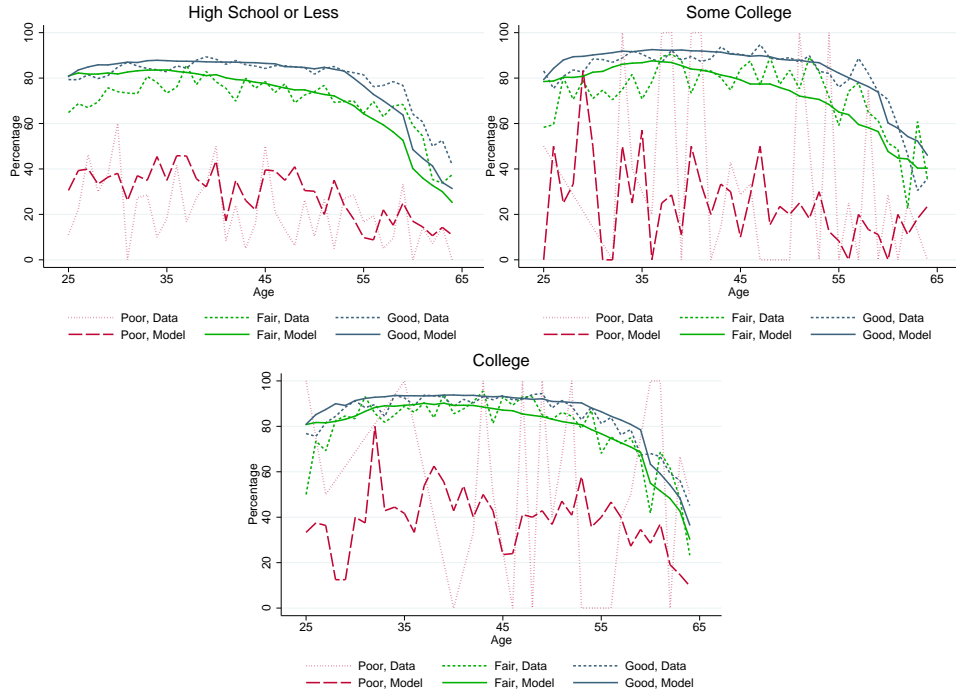 High School or Less
Percentage
0 20 40 60 80 100
25 35 45 55 65
Age
Poor, Data Fair, Data Good, Data
Poor, Model Fair, Model Good, Model
Some College
Percentage
0 20 40 60 80 100
25 35 45 55 65
Age
Poor, Data Fair, Data Good, Data
Poor, Model Fair, Model Good, Model
College
Percentage
0 20 40 60 80 100
25 35 45 55 65
Age
Poor, Data Fair, Data Good, Data
Poor, Model Fair, Model Good, Model